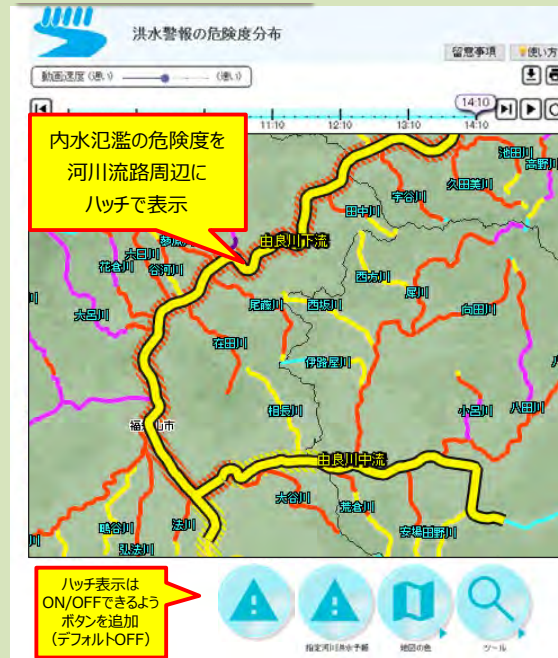 洪水警報の危険度分布
留意事項
使い方
動画速度 (遅い) (速い)
14:10
11:10 12:10 13:10 14:10
内水氾濫の危険度を
河川流路周辺に
ハッチで表示
池田川
高野川
久田美川
宇谷川
田中川
由良川下流
大呂川
花倉川
谷河川
西方川
犀川
尾藤川
西坂川
向田川
大呂川
在田川
伊路屋川
相長川
小呂川
八田川
福知山市
由良川中流
大谷川
荒倉川
鴨谷川
法川
安場田野川
弘法川
ハッチ表示は
ON/OFFできるよう
ボタンを追加
(デフォルトOFF)
指定河川洪水予報
地図の色
ツール